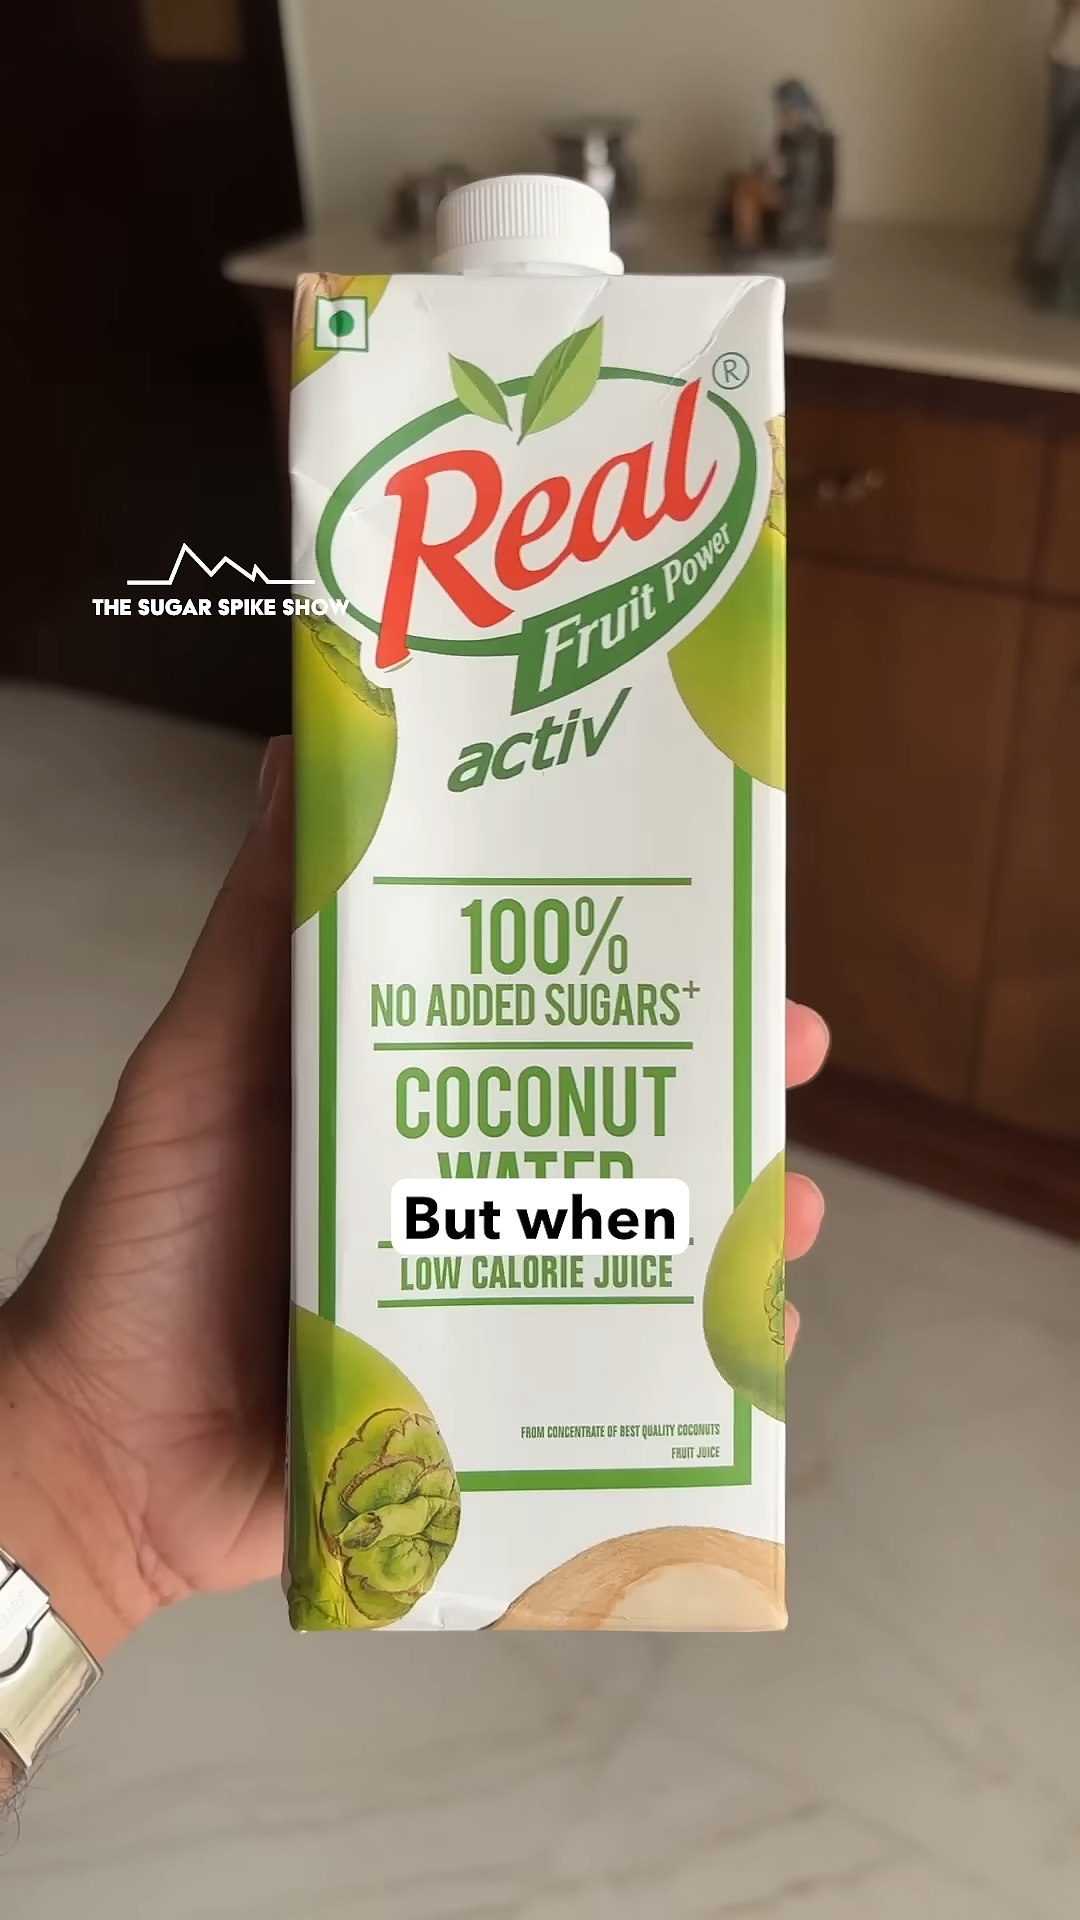 Real
®
Fruit Power
activ
THE SUGAR SPIKE SHOW
100%
NO ADDED SUGARS+
COCONUT
WATER
But when
LOW CALORIE JUICE
FROM CONCENTRATE OF BEST QUALITY COCONUTS
FRUIT JUICE